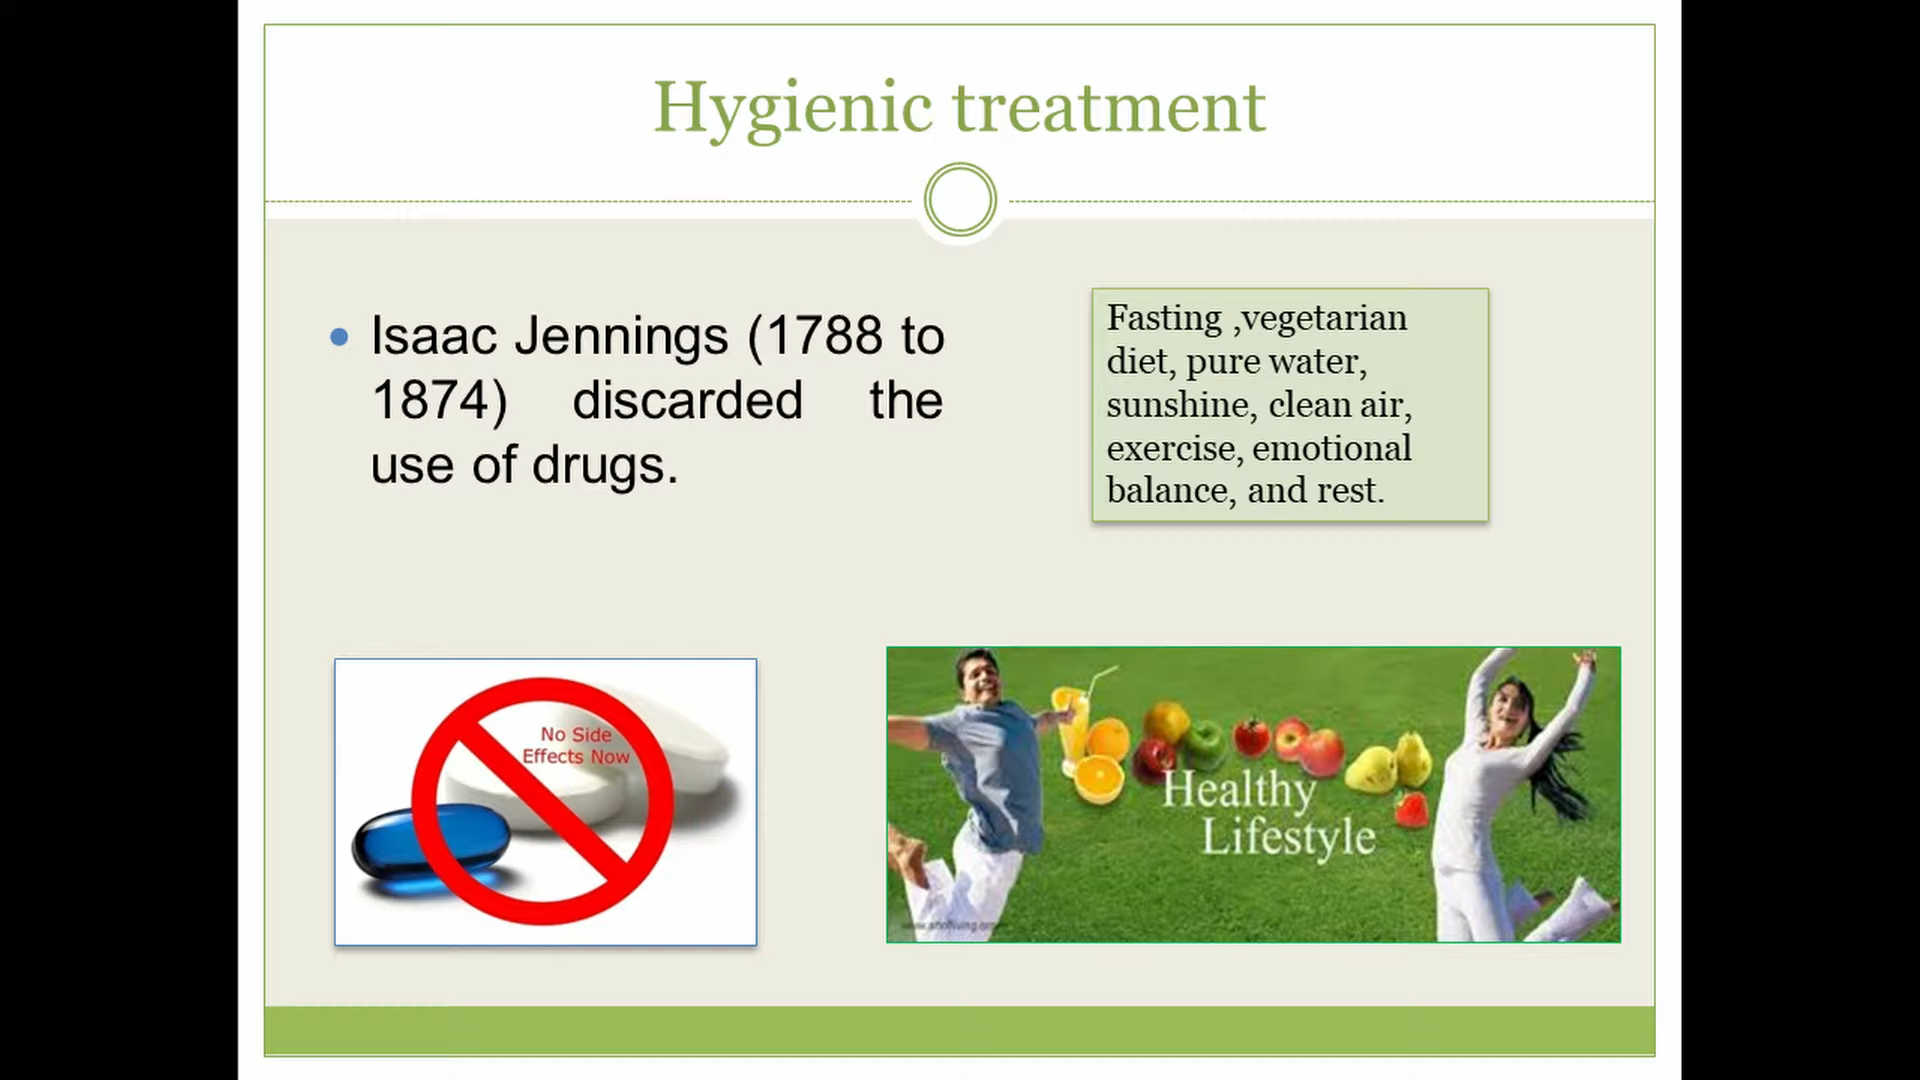 Hygienic treatment
Isaac Jennings (1788 to
1874) discarded the
use of drugs.
Fasting ,vegetarian
diet, pure water,
sunshine, clean air,
exercise, emotional
balance, and rest.
No Side
Effects Now
Healthy
Lifestyle